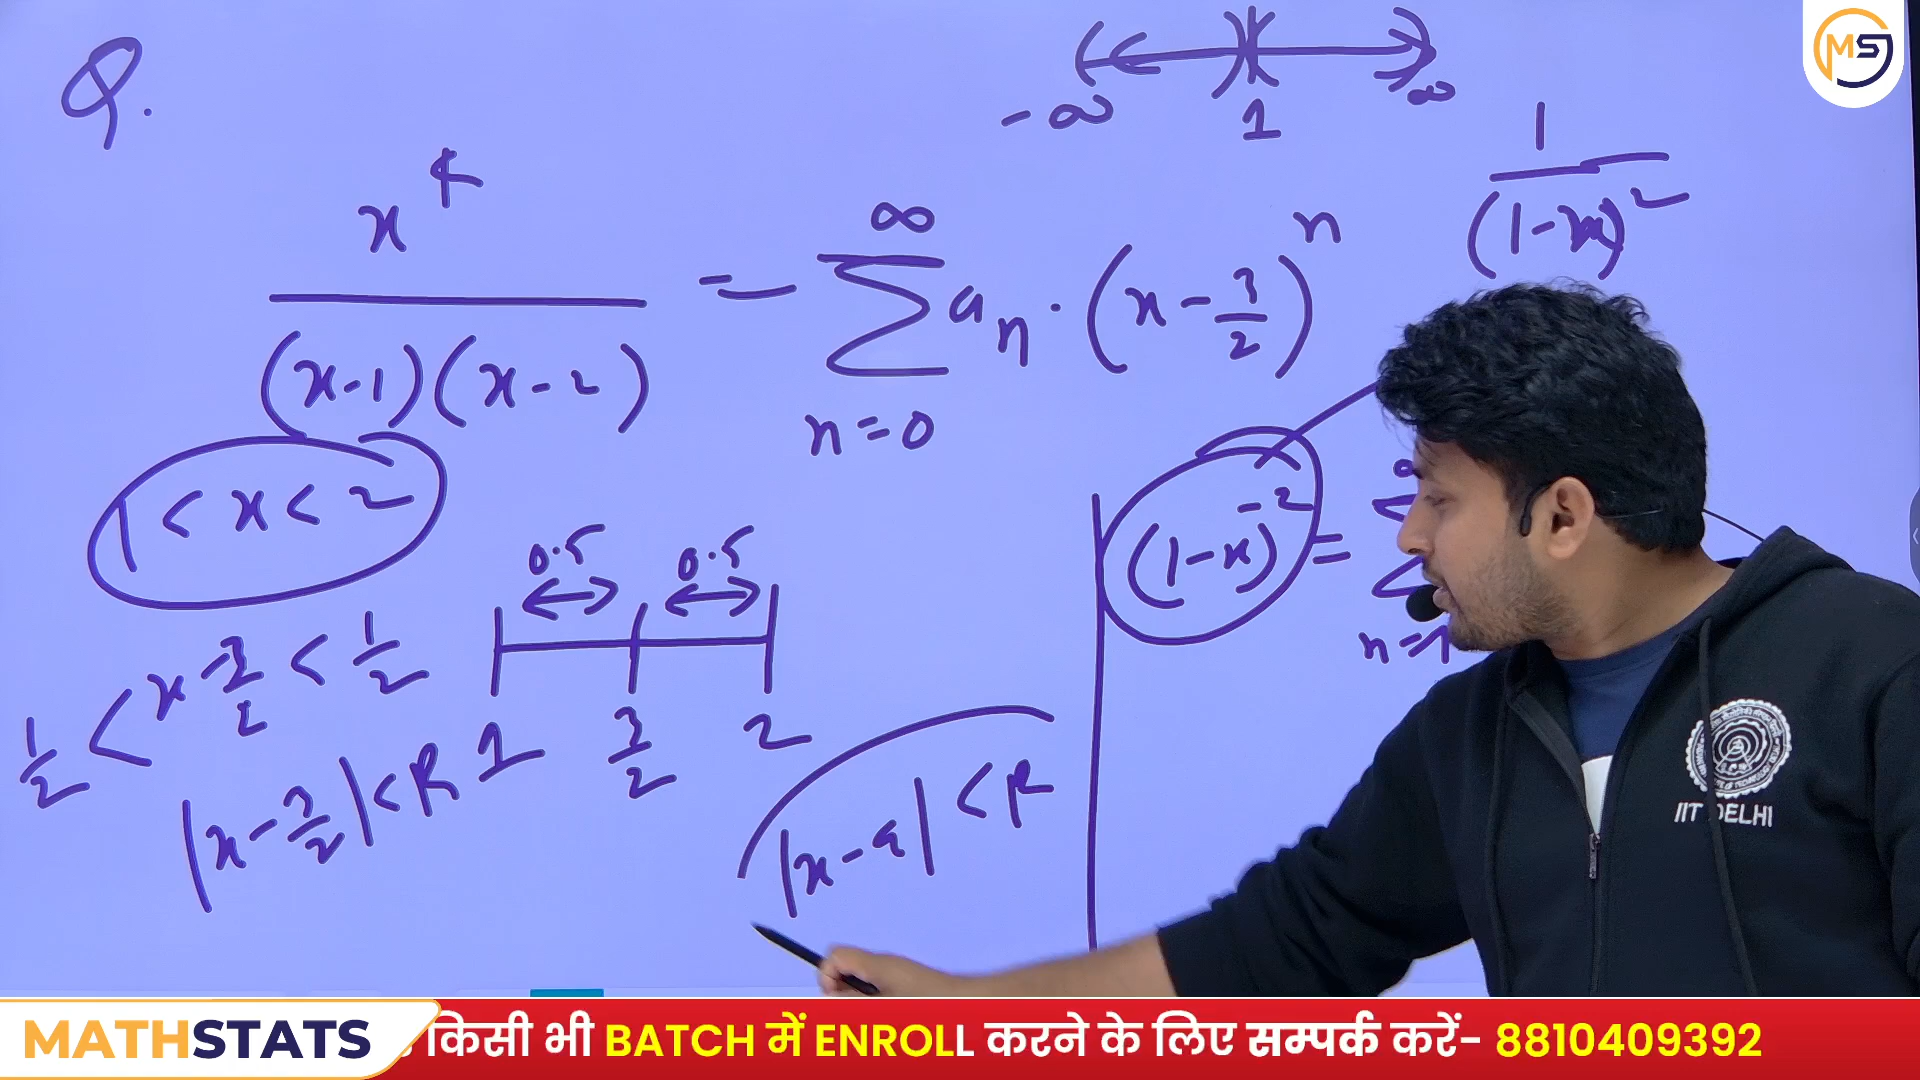 Q.
-∞ 1 ∞
x^4 / (x-1)(x-2) = ∞ Σ n=0 a_n · (x - 3/2)^n
1 / (1-x)^2
1 < x < 2
(1-x)^-2 = Σ
0.5 0.5
1/2 < x - 3/2 < 1/2
1 3/2 2
|x - 3/2| < R
|x - a| < R
MS
IIT DELHI
MATHSTATS
किसी भी BATCH में ENROLL करने के लिए सम्पर्क करें- 8810409392